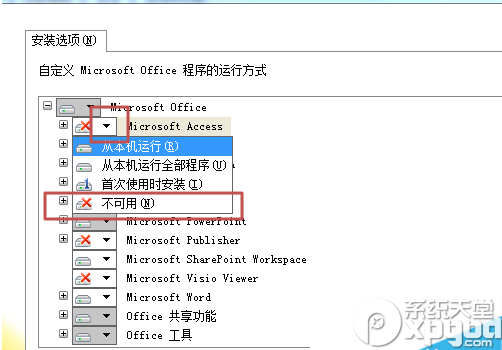 安装选项(N)
自定义 Microsoft Office 程序的运行方式
Microsoft Office
Microsoft Access
从本机运行(R)
从本机运行全部程序(U)
首次使用时安装(I)
不可用(N)
Microsoft PowerPoint
Microsoft Publisher
Microsoft SharePoint Workspace
Microsoft Visio Viewer
Microsoft Word
Office 共享功能
Office 工具
系统天堂